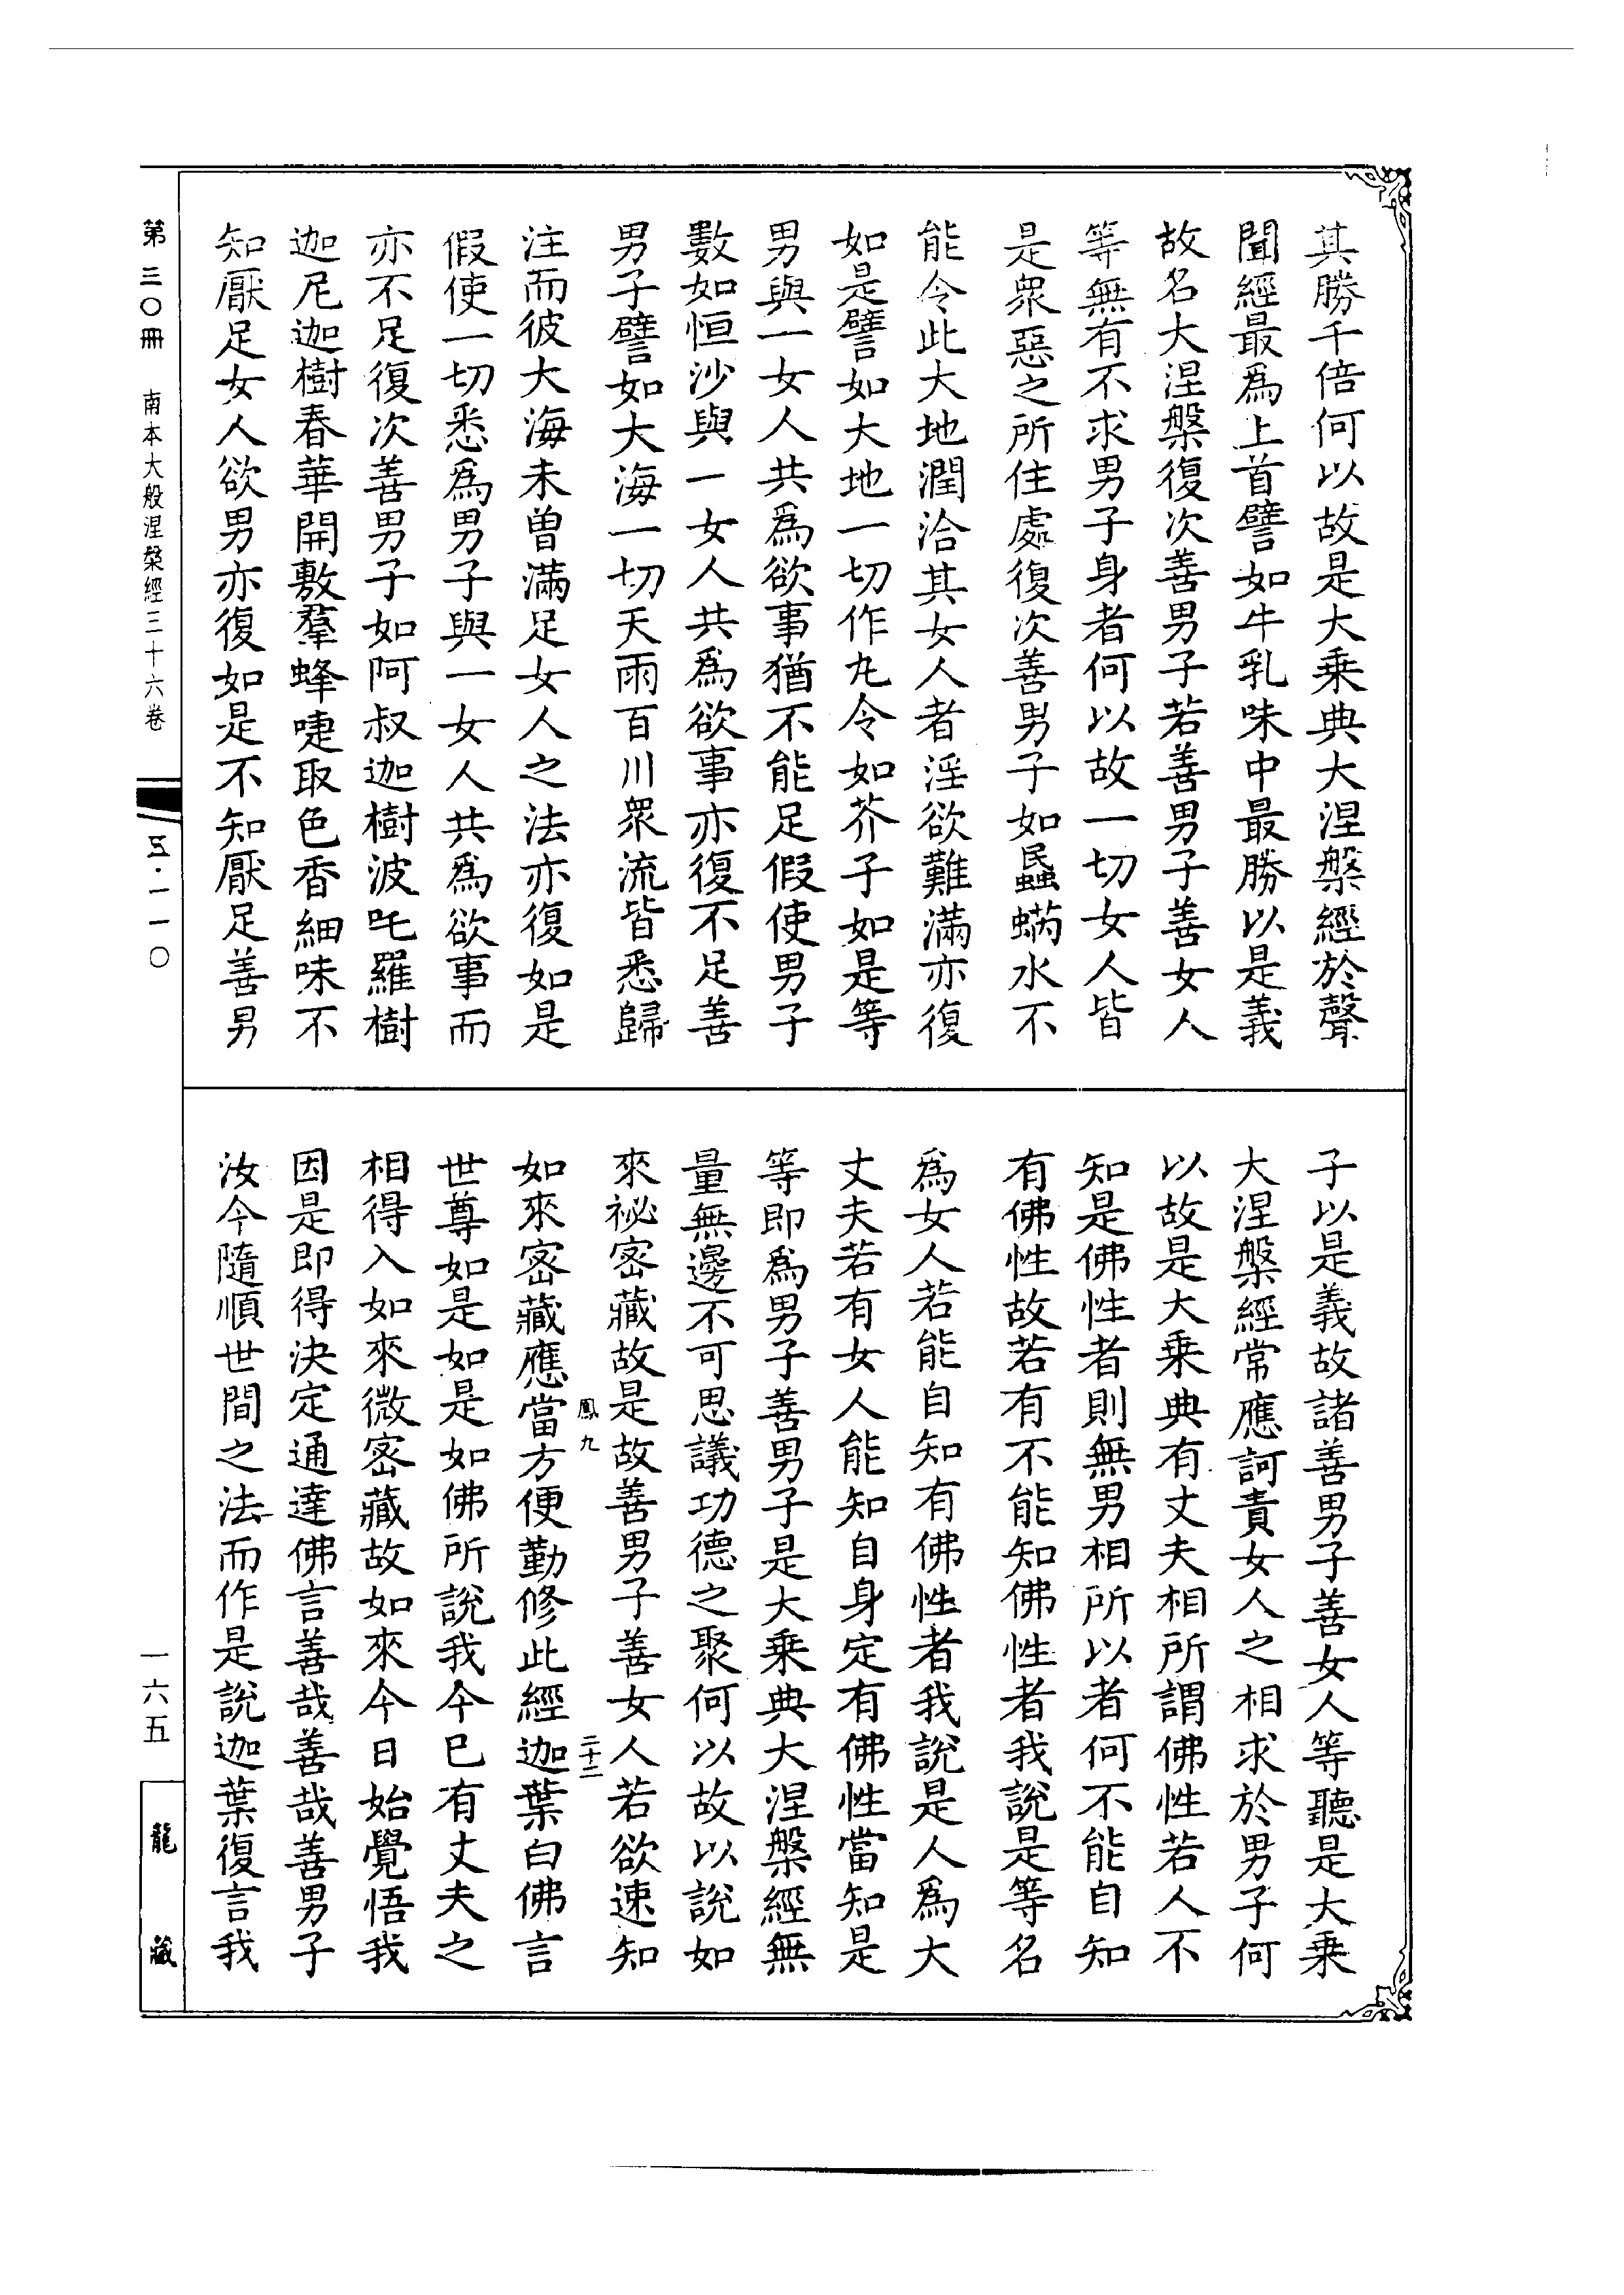 其勝千倍何以故是大乘典大涅槃經於聲
聞經最爲上首譬如牛乳味中最勝以是義
故名大涅槃復次善男子若善男子善女人
等無有不求男子身者何以故一切女人皆
是眾惡之所住處復次善男子如蟁蜹水不
能令此大地潤洽其女人者淫欲難滿亦復
如是譬如大地一切作丸令如芥子如是等
男與一女人共爲欲事猶不能足假使男子
數如恒沙與一女人共爲欲事亦復不足善
男子譬如大海一切天雨百川眾流皆悉歸
注而彼大海未曾滿足女人之法亦復如是
假使一切悉爲男子與一女人共爲欲事而
亦不足復次善男子如阿叔迦樹波吒羅樹
迦尼迦樹春華開敷羣蜂唼取色香細味不
知厭足女人欲男亦復如是不知厭足善男
子以是義故諸善男子善女人等聽是大乘
大涅槃經常應訶責女人之相求於男子何
以故是大乘典有丈夫相所謂佛性若人不
知是佛性者則無男相所以者何不能自知
有佛性故若有不能知佛性者我說是等名
爲女人若能自知有佛性者我說是人爲大
丈夫若有女人能知自身定有佛性當知是
等即爲男子善男子是大乘典大涅槃經無
量無邊不可思議功德之聚何以故以說如
來祕密藏故是故善男子善女人若欲速知
鳳九
二十二
如來密藏應當方便勤修此經迦葉白佛言
世尊如是如是如佛所說我今已有丈夫之
相得入如來微密藏故如來今日始覺悟我
因是即得決定通達佛言善哉善哉善男子
汝今隨順世間之法而作是說迦葉復言我
第三〇冊 南本大般涅槃經三十六卷
五·一一〇
一六五
龍藏